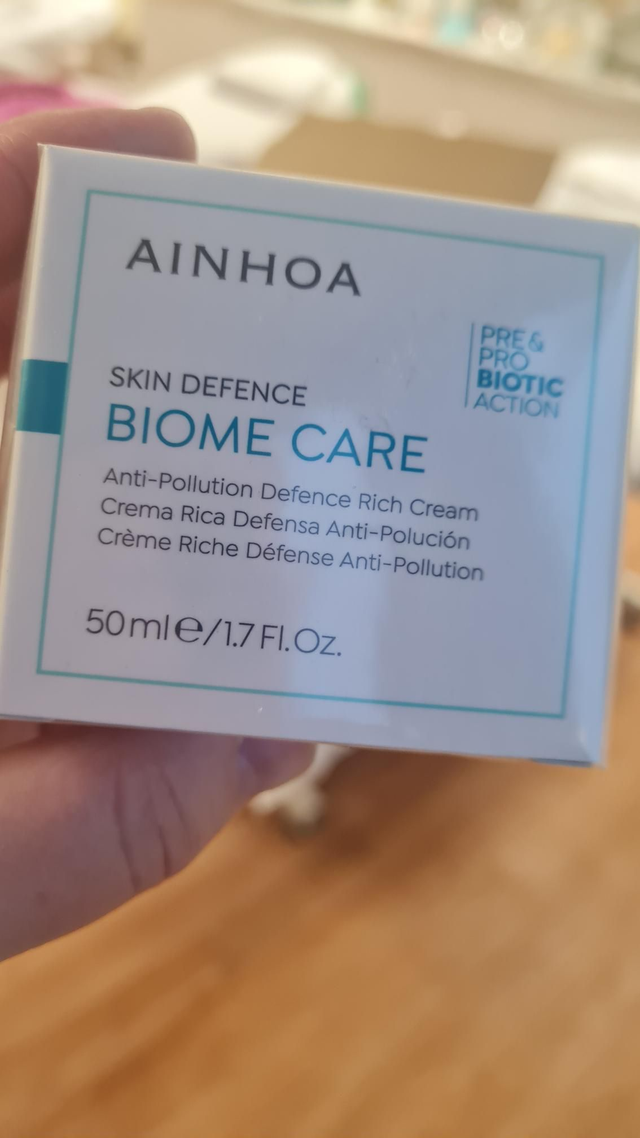 AINHOA
PRE &
PRO
BIOTIC
ACTION
SKIN DEFENCE
BIOME CARE
Anti-Pollution Defence Rich Cream
Crema Rica Defensa Anti-Polución
Crème Riche Défense Anti-Pollution
50ml℮/1.7 Fl.Oz.